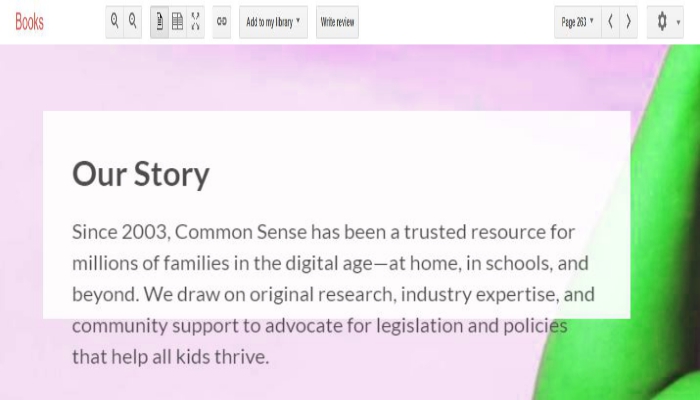 Books
Add to my library
Write review
Page 263
Our Story
Since 2003, Common Sense has been a trusted resource for
millions of families in the digital age—at home, in schools, and
beyond. We draw on original research, industry expertise, and
community support to advocate for legislation and policies
that help all kids thrive.